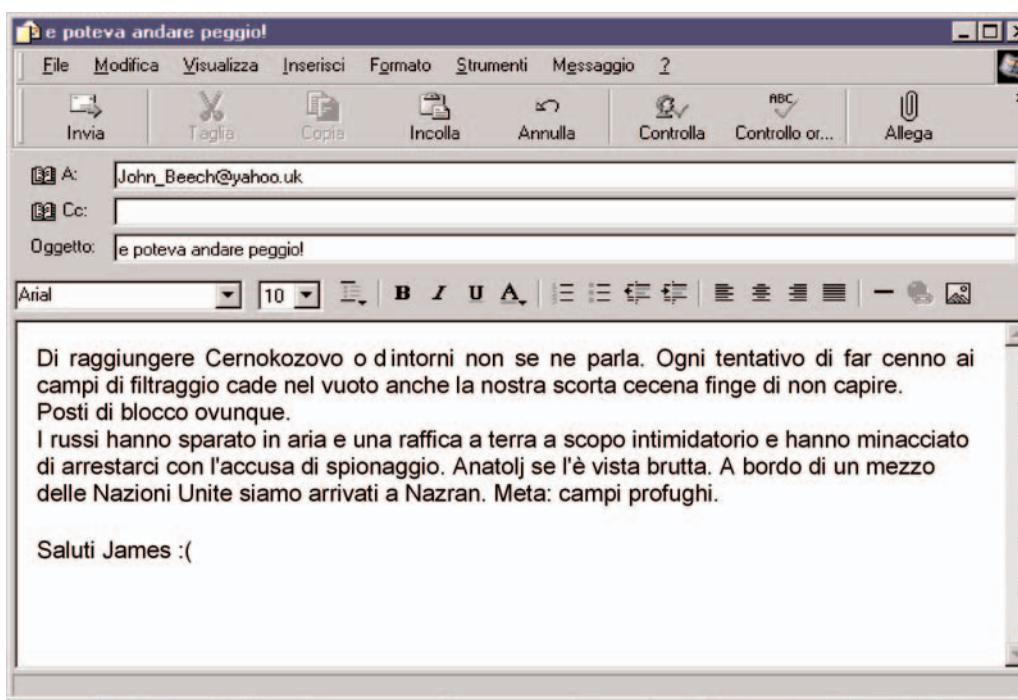 e poteva andare peggio!
File Modifica Visualizza Inserisci Formato Strumenti Messaggio ?
ABC
Invia Taglia Copia Incolla Annulla Controlla Controllo or... Allega
A: John_Beech@yahoo.uk
Cc:
Oggetto: e poteva andare peggio!
Arial 10 B I U A
Di raggiungere Cernokozovo o dintorni non se ne parla. Ogni tentativo di far cenno ai
campi di filtraggio cade nel vuoto anche la nostra scorta cecena finge di non capire.
Posti di blocco ovunque.
I russi hanno sparato in aria e una raffica a terra a scopo intimidatorio e hanno minacciato
di arrestarci con l'accusa di spionaggio. Anatolj se l'è vista brutta. A bordo di un mezzo
delle Nazioni Unite siamo arrivati a Nazran. Meta: campi profughi.
Saluti James :(